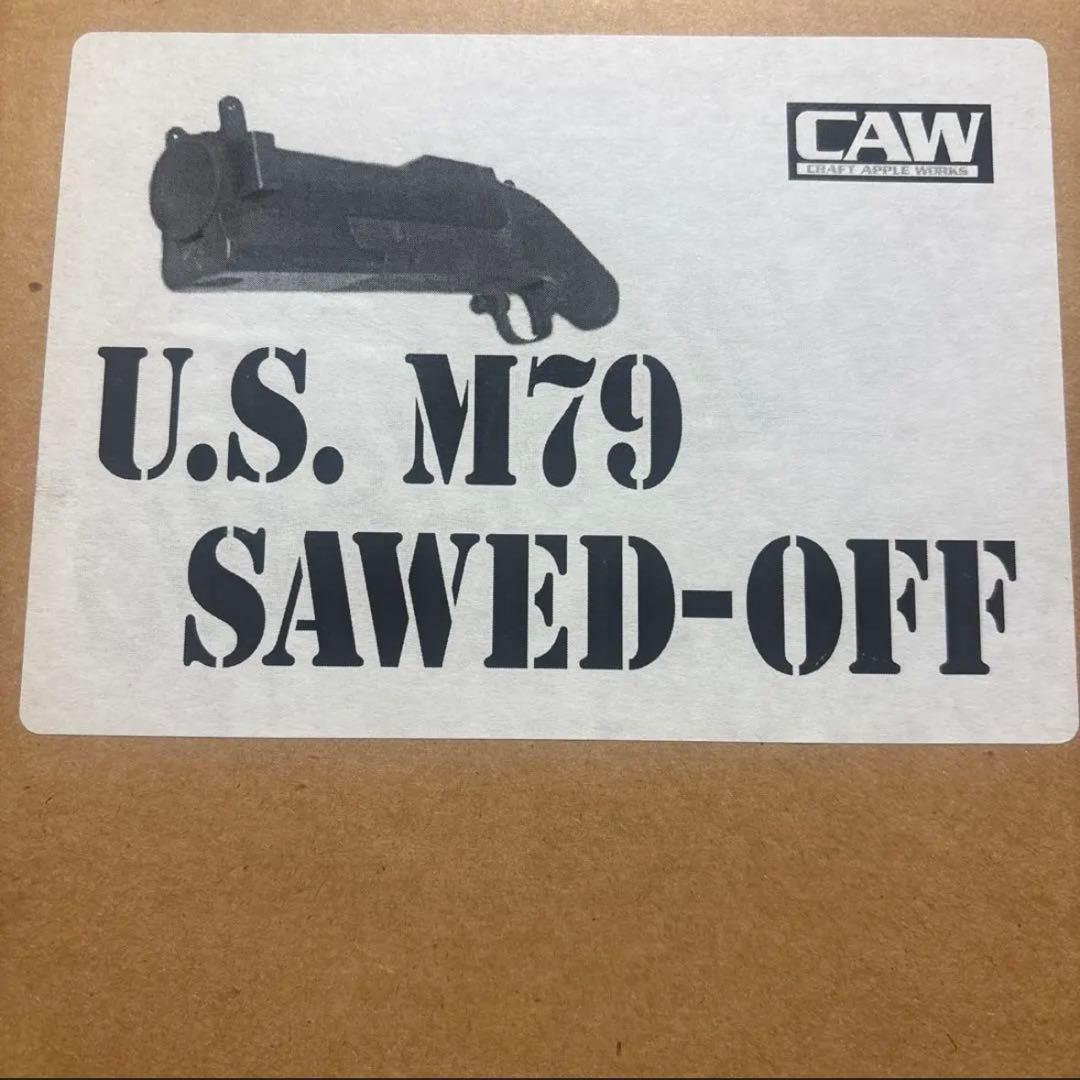 CAW
CRAFT APPLE WORKS
U.S. M79
SAWED-OFF